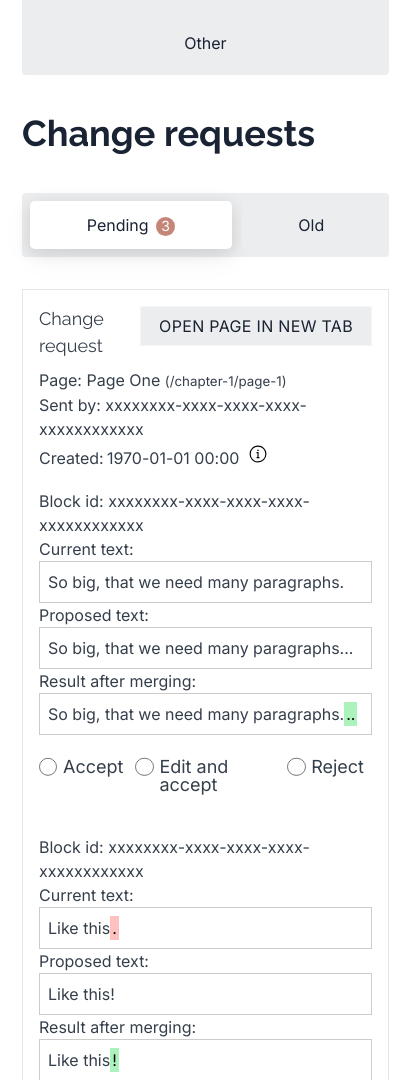 Other
Change requests
Pending 3
Old
Change
request
OPEN PAGE IN NEW TAB
Page: Page One (/chapter-1/page-1)
Sent by: xxxxxxxx-xxxx-xxxx-xxxx-
xxxxxxxxxxxx
Created: 1970-01-01 00:00
Block id: xxxxxxxx-xxxx-xxxx-xxxx-
xxxxxxxxxxxx
Current text:
So big, that we need many paragraphs.
Proposed text:
So big, that we need many paragraphs...
Result after merging:
So big, that we need many paragraphs...
Accept
Edit and
accept
Reject
Block id: xxxxxxxx-xxxx-xxxx-xxxx-
xxxxxxxxxxxx
Current text:
Like this.
Proposed text:
Like this!
Result after merging:
Like this!